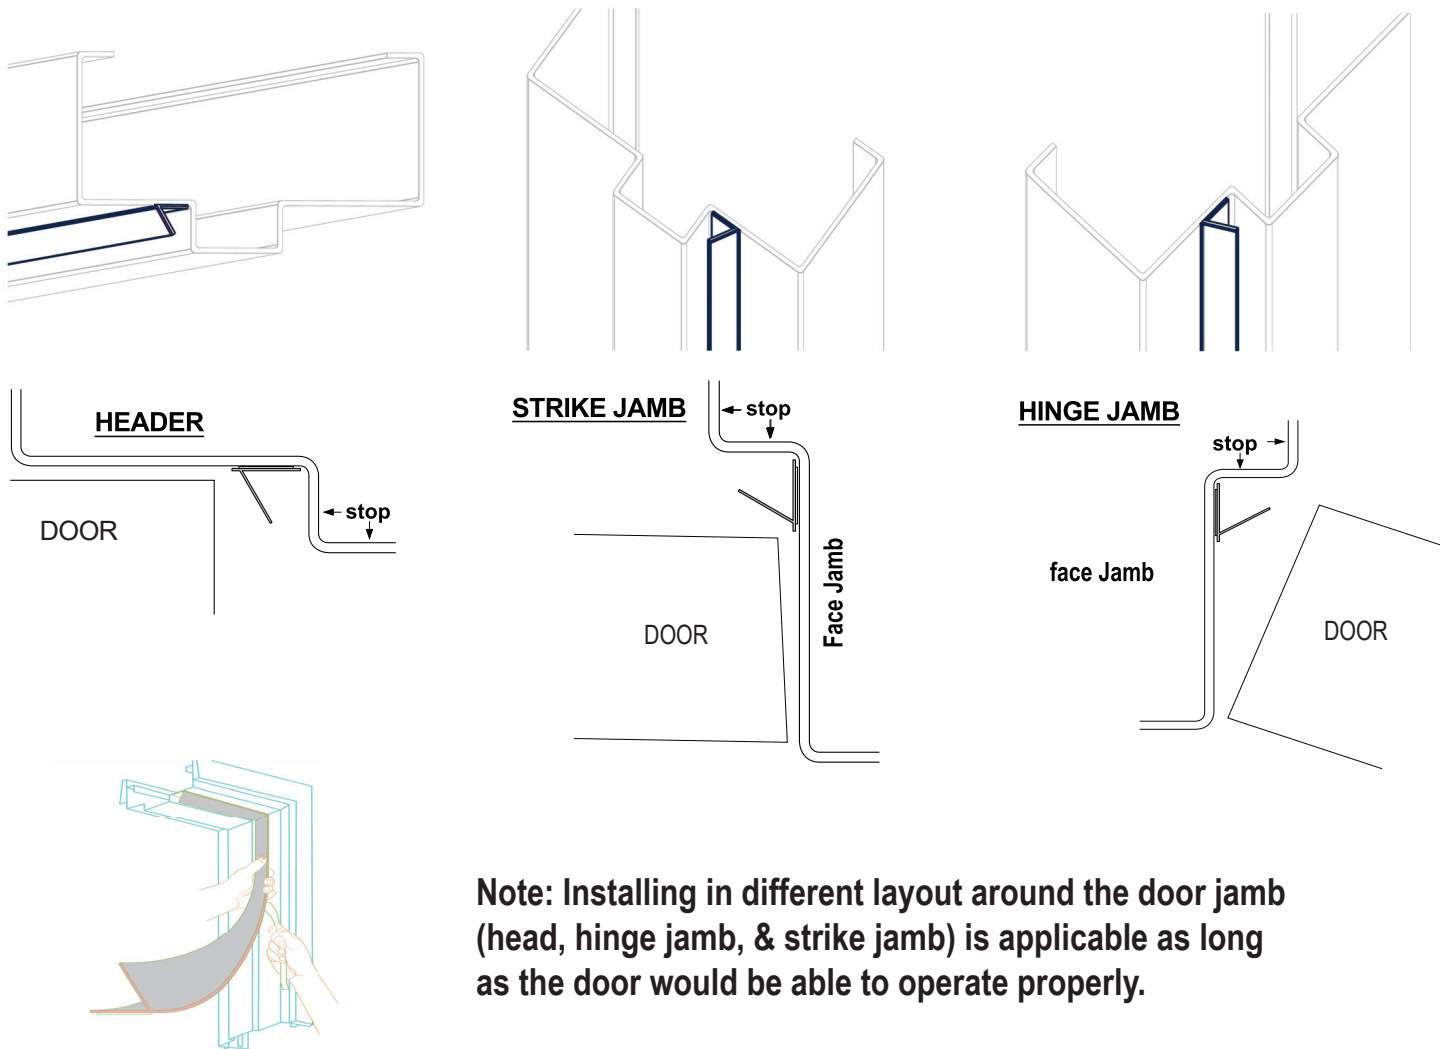 HEADER
stop
DOOR
STRIKE JAMB
stop
Face Jamb
DOOR
HINGE JAMB
stop
face Jamb
DOOR
Note: Installing in different layout around the door jamb
(head, hinge jamb, & strike jamb) is applicable as long
as the door would be able to operate properly.